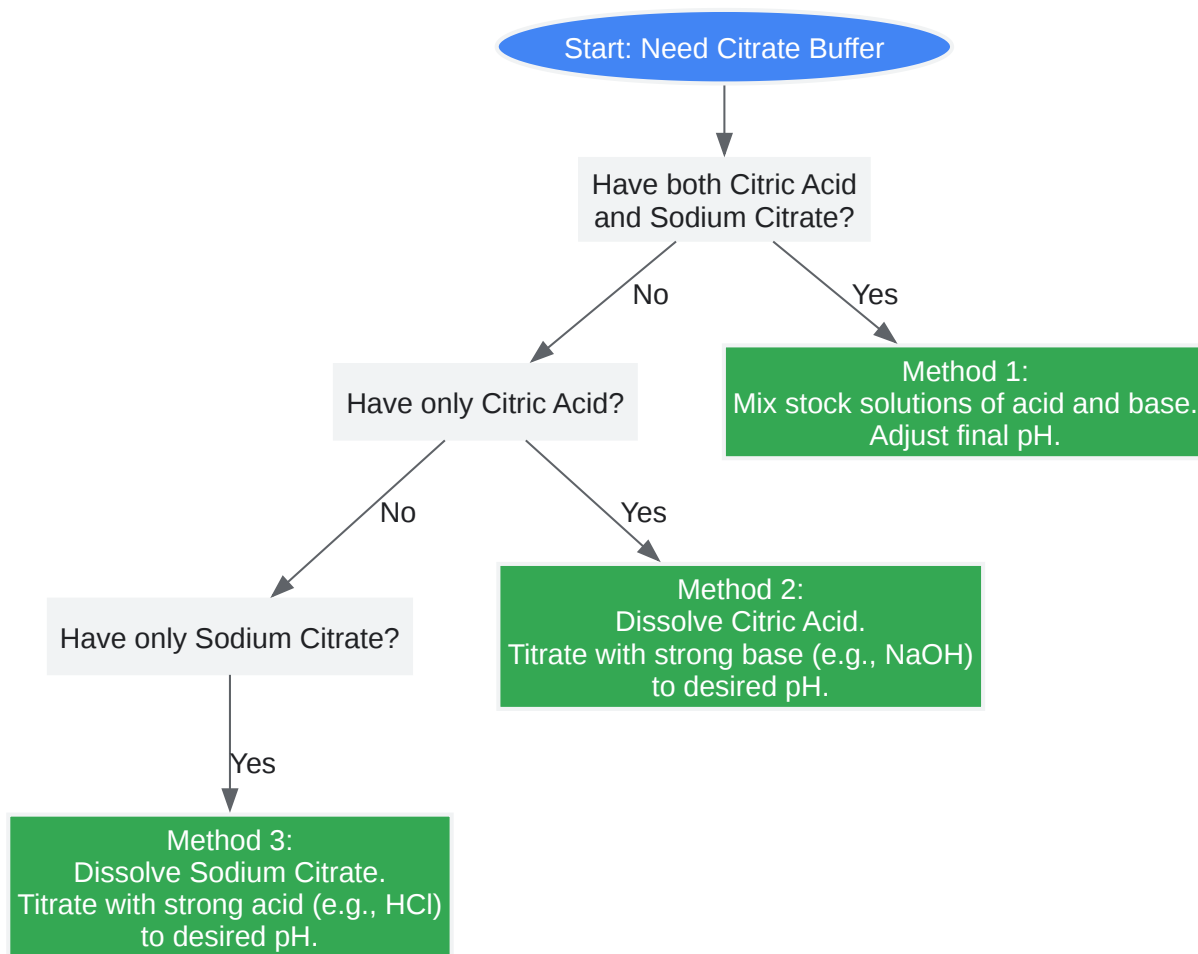 Start: Need Citrate Buffer
Have both Citric Acid
and Sodium Citrate?
No
Yes
Method 1:
Mix stock solutions of acid and base.
Adjust final pH.
Have only Citric Acid?
No
Yes
Method 2:
Dissolve Citric Acid.
Titrate with strong base (e.g., NaOH)
to desired pH.
Have only Sodium Citrate?
Yes
Method 3:
Dissolve Sodium Citrate.
Titrate with strong acid (e.g., HCl)
to desired pH.